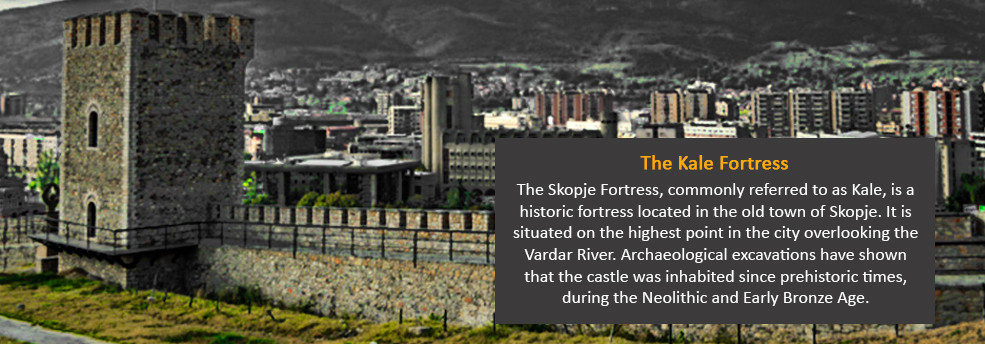 The Kale Fortress
The Skopje Fortress, commonly referred to as Kale, is a
historic fortress located in the old town of Skopje. It is
situated on the highest point in the city overlooking the
Vardar River. Archaeological excavations have shown
that the castle was inhabited since prehistoric times,
during the Neolithic and Early Bronze Age.